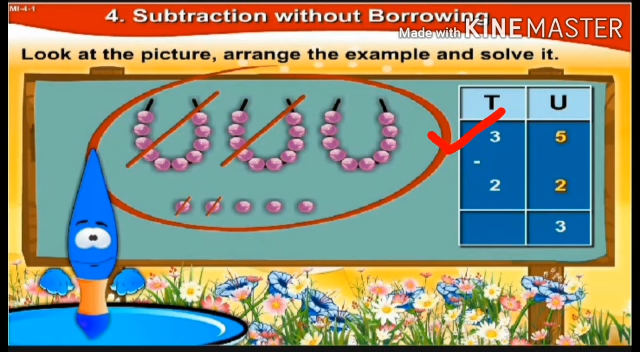 MI-4-1
4. Subtraction without Borrowing
Made with KINEMASTER
Look at the picture, arrange the example and solve it.
T U
3 5
-
2 2
3